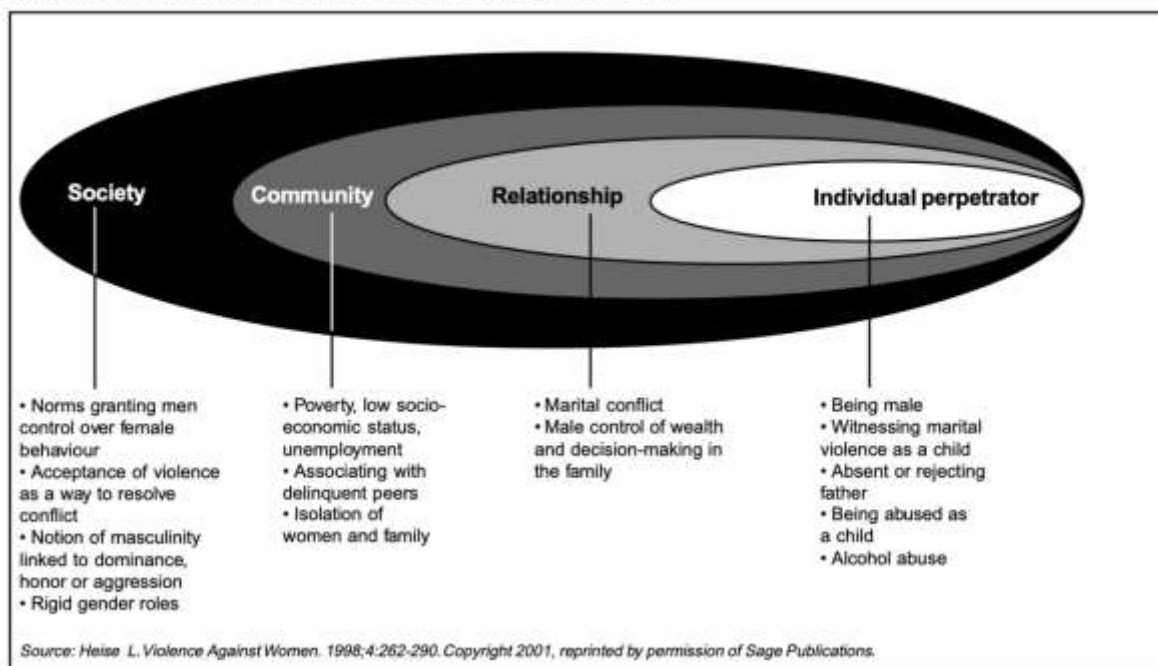 Society
Community
Relationship
Individual perpetrator
• Norms granting men
control over female
behaviour
• Acceptance of violence
as a way to resolve
conflict
• Notion of masculinity
linked to dominance,
honor or aggression
• Rigid gender roles
• Poverty, low socio-
economic status,
unemployment
• Associating with
delinquent peers
• Isolation of
women and family
• Marital conflict
• Male control of wealth
and decision-making in
the family
• Being male
• Witnessing marital
violence as a child
• Absent or rejecting
father
• Being abused as
a child
• Alcohol abuse
Source: Heise L. Violence Against Women. 1998;4:262-290. Copyright 2001, reprinted by permission of Sage Publications.